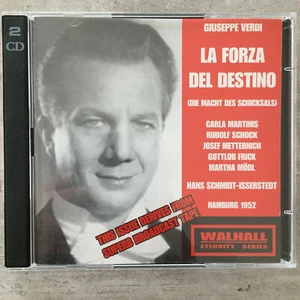 2
CD
GIUSEPPE VERDI
LA FORZA
DEL DESTINO
(DIE MACHT DES SCHICKSALS)
CARLA MARTINIS
RUDOLF SCHOCK
JOSEF METTERNICH
GOTTLOB FRICK
MARTHA MÖDL
HANS SCHMIDT-ISSERSTEDT
HAMBURG 1952
THIS ISSUE DERIVES FROM
SUPERB BROADCAST TAPE
WALHALL
ETERNITY SERIES